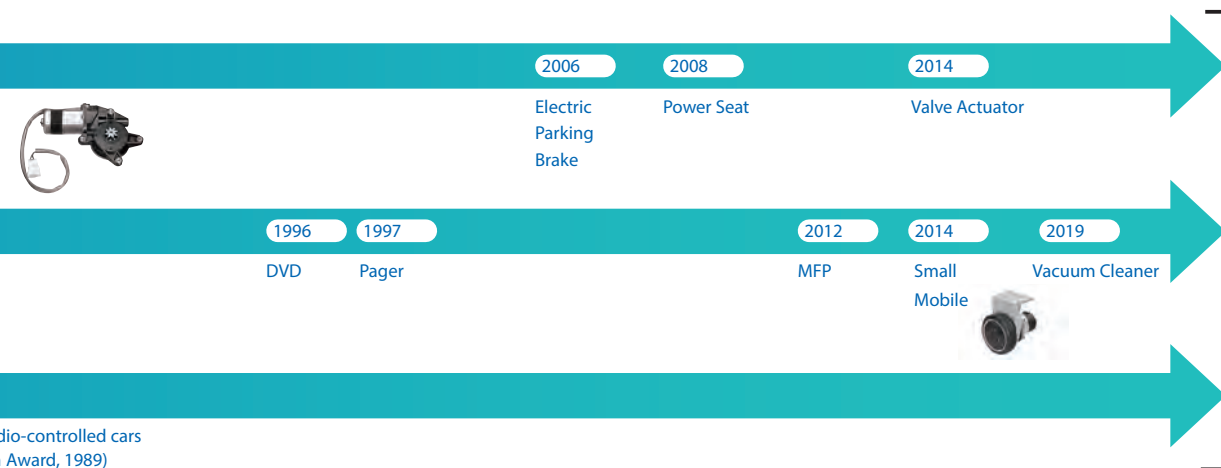 2006 2008 2014
Electric Power Seat Valve Actuator
Parking
Brake
1996 1997 2012 2014 2019
DVD Pager MFP Small Vacuum Cleaner
Mobile
dio-controlled cars
Award, 1989)